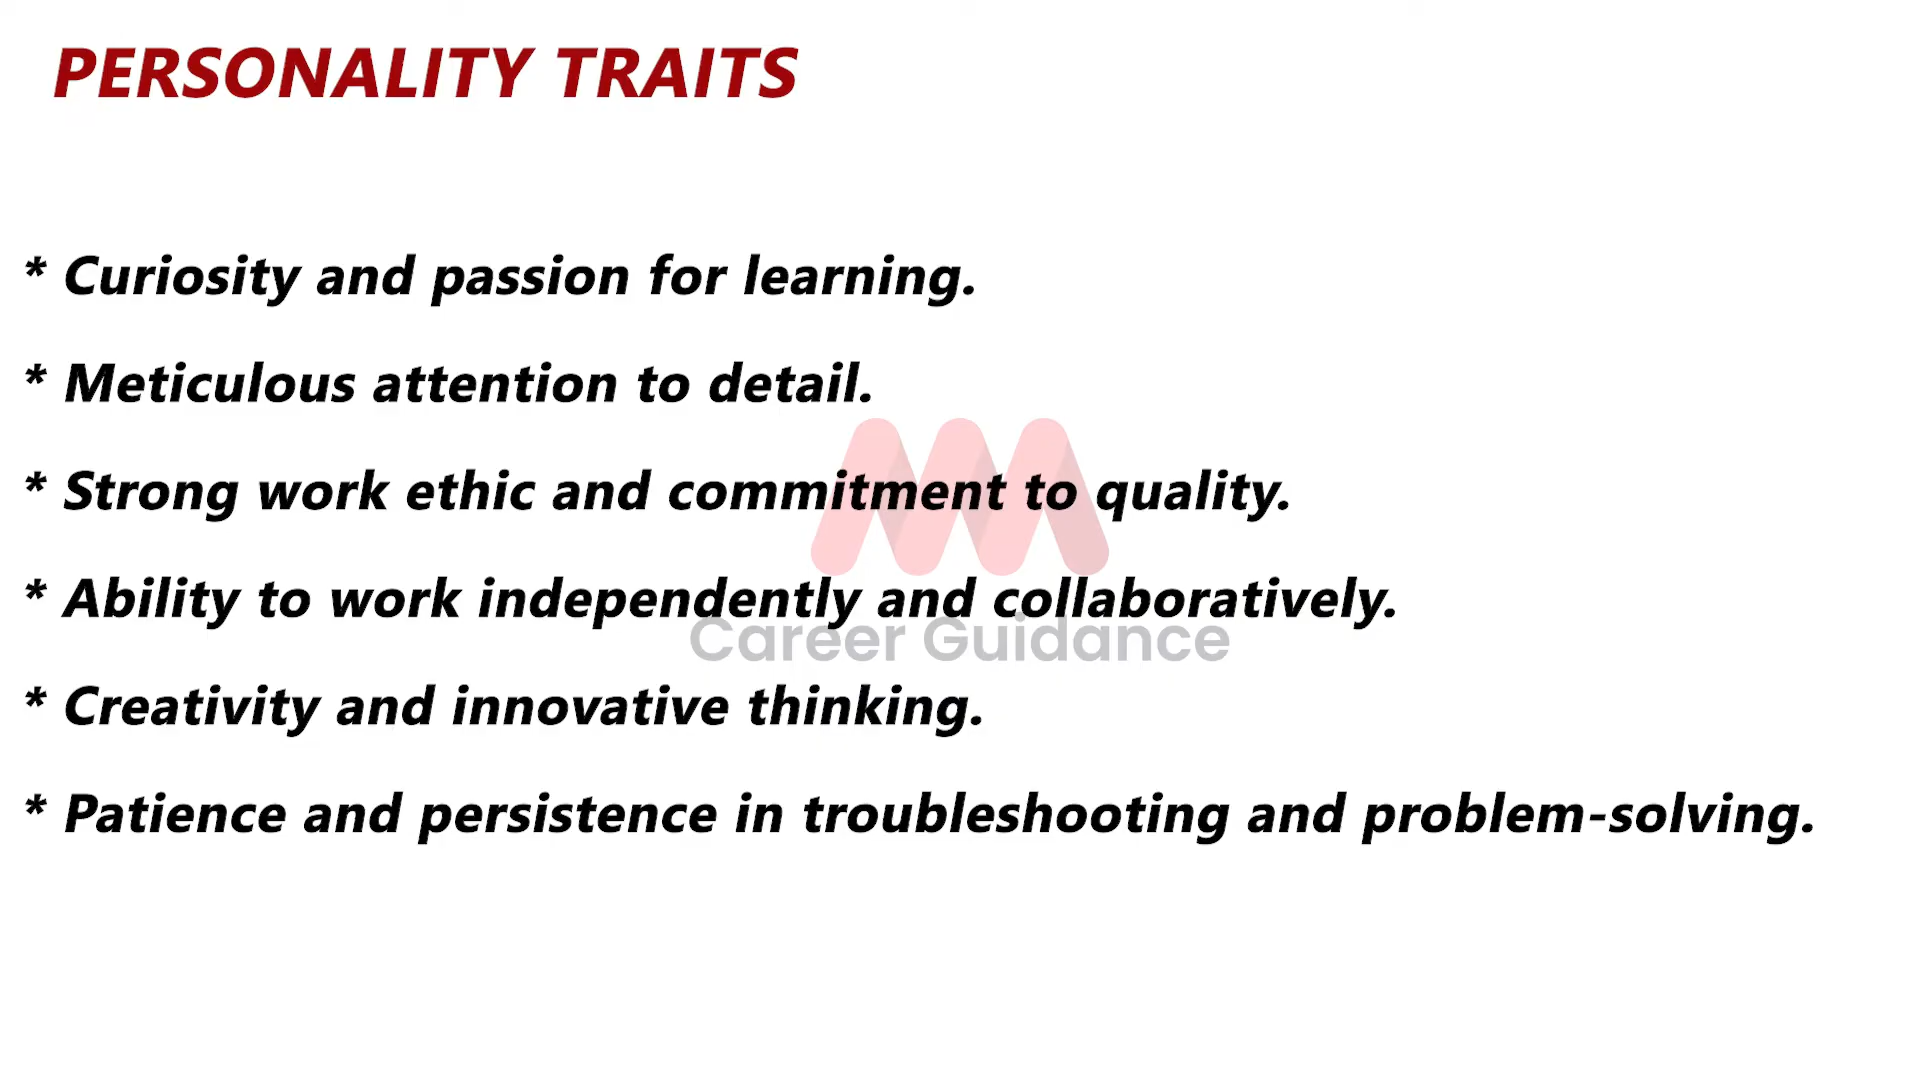 PERSONALITY TRAITS
* Curiosity and passion for learning.
* Meticulous attention to detail.
* Strong work ethic and commitment to quality.
* Ability to work independently and collaboratively.
Career Guidance
* Creativity and innovative thinking.
* Patience and persistence in troubleshooting and problem-solving.